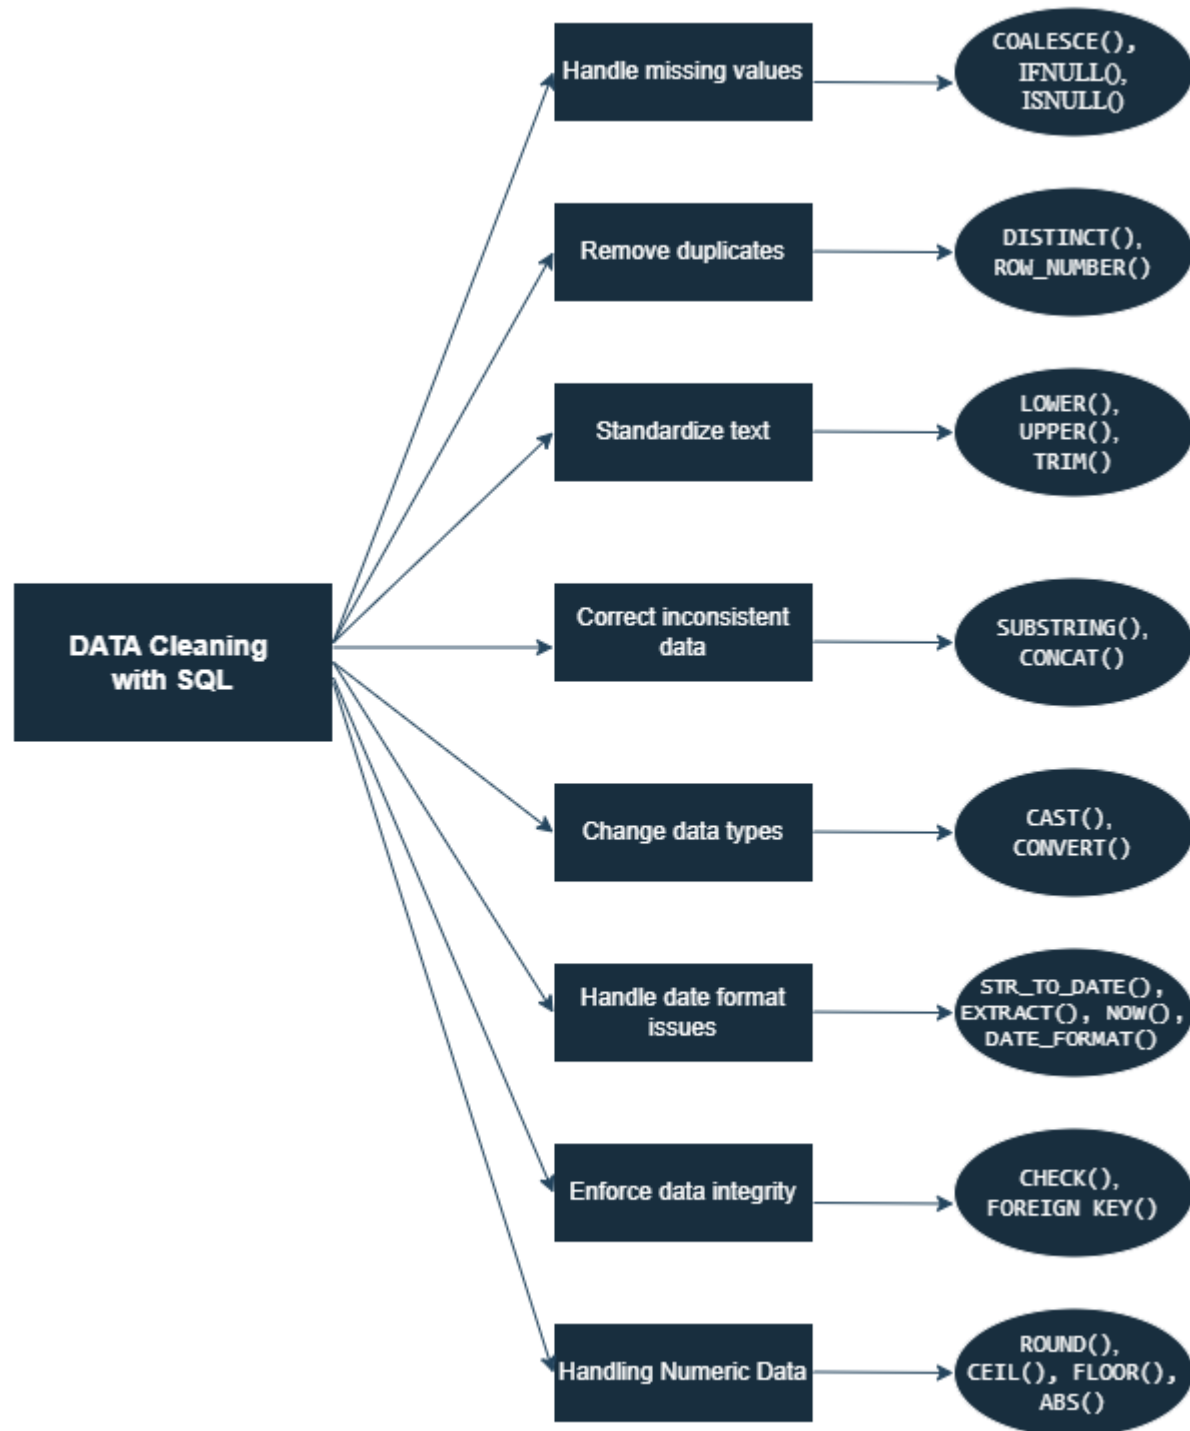 DATA Cleaning
with SQL
Handle missing values
COALESCE(),
IFNULL(),
ISNULL()
Remove duplicates
DISTINCT(),
ROW_NUMBER()
Standardize text
LOWER(),
UPPER(),
TRIM()
Correct inconsistent
data
SUBSTRING(),
CONCAT()
Change data types
CAST(),
CONVERT()
Handle date format
issues
STR_TO_DATE(),
EXTRACT(), NOW(),
DATE_FORMAT()
Enforce data integrity
CHECK(),
FOREIGN KEY()
Handling Numeric Data
ROUND(),
CEIL(), FLOOR(),
ABS()